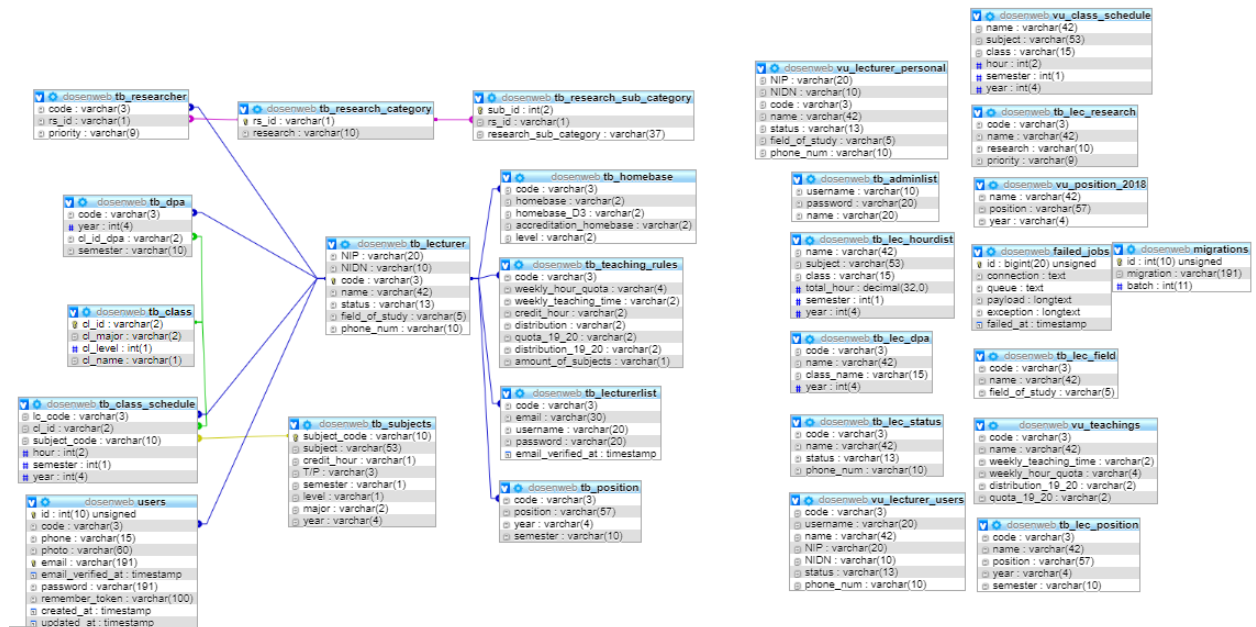 dosenweb tb_researcher
code : varchar(3)
rs_id : varchar(1)
priority : varchar(9)
dosenweb tb_research_category
rs_id : varchar(1)
research : varchar(10)
dosenweb tb_research_sub_category
sub_id : int(2)
rs_id : varchar(1)
research_sub_category : varchar(37)
dosenweb tb_dpa
code : varchar(3)
year : int(4)
cl_id_dpa : varchar(2)
semester : varchar(10)
dosenweb tb_class
cl_id : varchar(2)
cl_major : varchar(2)
cl_level : int(1)
cl_name : varchar(1)
dosenweb tb_class_schedule
lc_code : varchar(3)
cl_id : varchar(2)
subject_code : varchar(10)
hour : int(2)
semester : int(1)
year : int(4)
dosenweb users
id : int(10) unsigned
code : varchar(3)
phone : varchar(15)
photo : varchar(60)
email : varchar(191)
email_verified_at : timestamp
password : varchar(191)
remember_token : varchar(100)
created_at : timestamp
updated_at : timestamp
dosenweb tb_lecturer
NIP : varchar(20)
NIDN : varchar(10)
code : varchar(3)
name : varchar(42)
status : varchar(13)
field_of_study : varchar(5)
phone_num : varchar(10)
dosenweb tb_subjects
subject_code : varchar(10)
subject : varchar(53)
credit_hour : varchar(1)
T/P : varchar(3)
semester : varchar(1)
level : varchar(1)
major : varchar(2)
year : varchar(4)
dosenweb tb_homebase
code : varchar(3)
homebase : varchar(2)
homebase_D3 : varchar(2)
accreditation_homebase : varchar(2)
level : varchar(2)
dosenweb tb_teaching_rules
code : varchar(3)
weekly_hour_quota : varchar(4)
weekly_teaching_time : varchar(2)
credit_hour : varchar(2)
distribution : varchar(2)
quota_19_20 : varchar(2)
distribution_19_20 : varchar(2)
amount_of_subjects : varchar(1)
dosenweb tb_lecturerlist
code : varchar(3)
email : varchar(30)
username : varchar(20)
password : varchar(20)
email_verified_at : timestamp
dosenweb tb_position
code : varchar(3)
position : varchar(57)
year : varchar(4)
semester : varchar(10)
dosenweb vu_lecturer_personal
NIP : varchar(20)
NIDN : varchar(10)
code : varchar(3)
name : varchar(42)
status : varchar(13)
field_of_study : varchar(5)
phone_num : varchar(10)
dosenweb tb_adminlist
username : varchar(10)
password : varchar(20)
name : varchar(20)
dosenweb tb_lec_hourdist
name : varchar(42)
subject : varchar(53)
class : varchar(15)
total_hour : decimal(32,0)
semester : int(1)
year : int(4)
dosenweb tb_lec_dpa
code : varchar(3)
name : varchar(42)
class_name : varchar(15)
year : int(4)
dosenweb tb_lec_status
code : varchar(3)
name : varchar(42)
status : varchar(13)
phone_num : varchar(10)
dosenweb vu_lecturer_users
code : varchar(3)
username : varchar(20)
name : varchar(42)
NIP : varchar(20)
NIDN : varchar(10)
status : varchar(13)
phone_num : varchar(10)
dosenweb vu_class_schedule
name : varchar(42)
subject : varchar(53)
class : varchar(15)
hour : int(2)
semester : int(1)
year : int(4)
dosenweb tb_lec_research
code : varchar(3)
name : varchar(42)
research : varchar(10)
priority : varchar(9)
dosenweb vu_position_2018
name : varchar(42)
position : varchar(57)
year : varchar(4)
dosenweb failed_jobs
id : bigint(20) unsigned
connection : text
queue : text
payload : longtext
exception : longtext
failed_at : timestamp
dosenweb migrations
id : int(10) unsigned
migration : varchar(191)
batch : int(11)
dosenweb tb_lec_field
code : varchar(3)
name : varchar(42)
field_of_study : varchar(5)
dosenweb vu_teachings
code : varchar(3)
name : varchar(42)
weekly_teaching_time : varchar(2)
weekly_hour_quota : varchar(4)
distribution_19_20 : varchar(2)
quota_19_20 : varchar(2)
dosenweb tb_lec_position
code : varchar(3)
name : varchar(42)
position : varchar(57)
year : varchar(4)
semester : varchar(10)